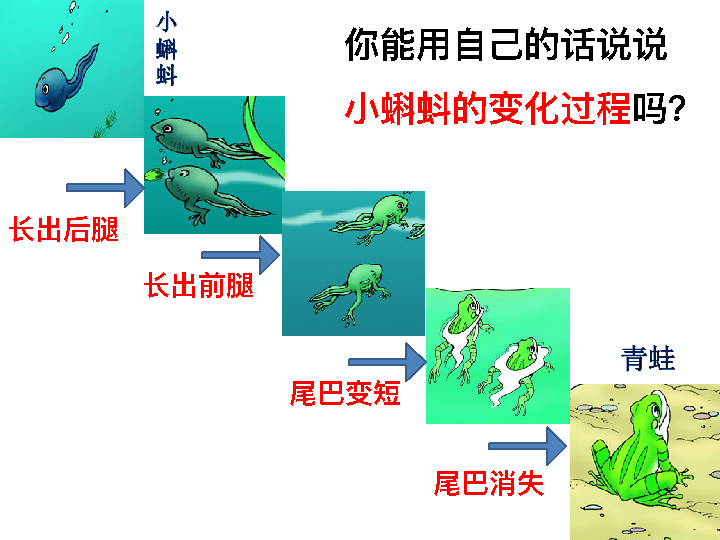 小蝌蚪
你能用自己的话说说
小蝌蚪的变化过程吗？
长出后腿
长出前腿
尾巴变短
青蛙
尾巴消失